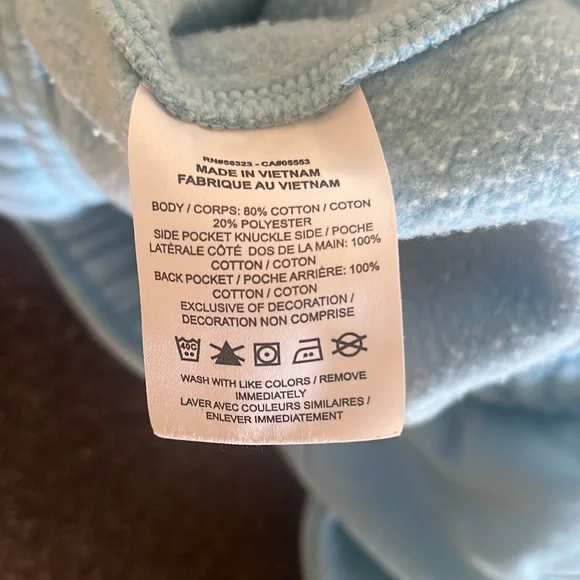 RN#56323 - CA#05553
MADE IN VIETNAM
FABRIQUE AU VIETNAM
BODY / CORPS: 80% COTTON / COTON
20% POLYESTER
SIDE POCKET KNUCKLE SIDE / POCHE
LATÉRALE CÔTÉ DOS DE LA MAIN: 100%
COTTON / COTON
BACK POCKET / POCHE ARRIÈRE: 100%
COTTON / COTON
EXCLUSIVE OF DECORATION /
DECORATION NON COMPRISE
40C
WASH WITH LIKE COLORS / REMOVE
IMMEDIATELY
LAVER AVEC COULEURS SIMILAIRES /
ENLEVER IMMEDIATEMENT